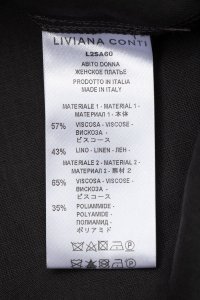 LIVIANA CONTI
L2SA60
ABITO DONNA
ЖЕНСКОЕ ПЛАТЬЕ
PRODOTTO IN ITALIA
MADE IN ITALY
MATERIALE 1 - MATERIAL 1 -
МАТЕРИАЛ 1 - 本体
57% VISCOSA - VISCOSE -
ВИСКОЗА -
ビスコース
43% LINO - LINEN - ЛЕН -
MATERIALE 2 - MATERIAL 2 -
МАТЕРИАЛ 2 - 素材 2
65% VISCOSA - VISCOSE -
ВИСКОЗА -
ビスコース
35% POLIAMMIDE -
POLYAMIDE -
ПОЛИАМИД -
ポリアミド